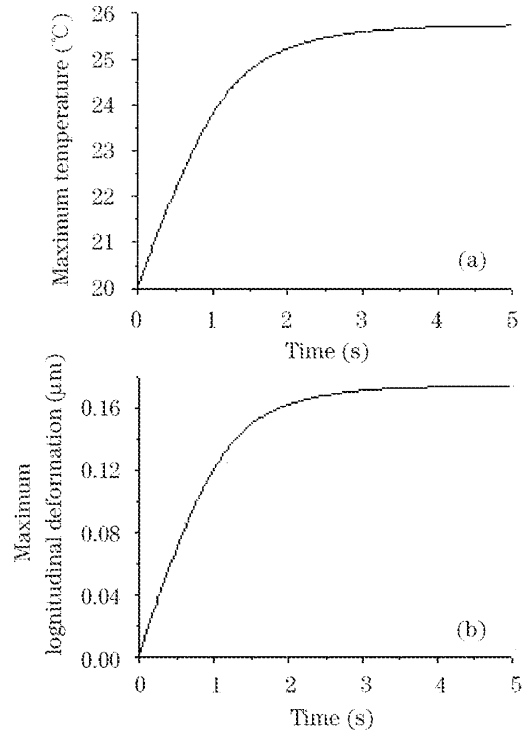 Maximum temperature (℃)
26
25
24
23
22
21
20
(a)
0 1 2 3 4 5
Time (s)
Maximum
lognitudinal deformation (μm)
0.16
0.12
0.08
0.04
0.00
(b)
0 1 2 3 4 5
Time (s)